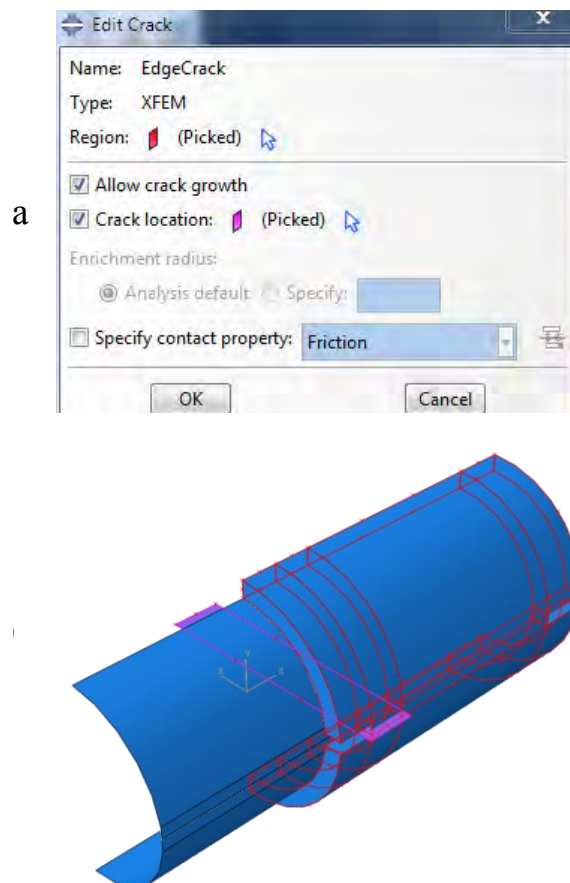 Edit Crack
X
Name: EdgeCrack
Type: XFEM
Region: (Picked)
Allow crack growth
a
Crack location: (Picked)
Enrichment radius:
Analysis default Specify:
Specify contact property: Friction
OK Cancel
Y
Z X